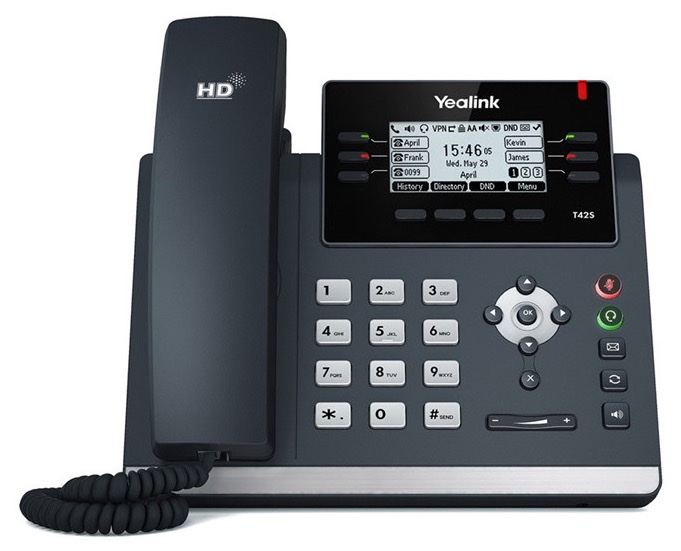 HD
Yealink
VPN AA DND
April
Kevin
15:46 05
Frank
James
Wed. May 29
0099
April
1 2 3
History Directory DND Menu
T42S
1 2 ABC 3 DEF
OK
4 GHI 5 JKL 6 MNO
7 PQRS 8 TUV 9 WXYZ
X
*. 0 # SEND
- +